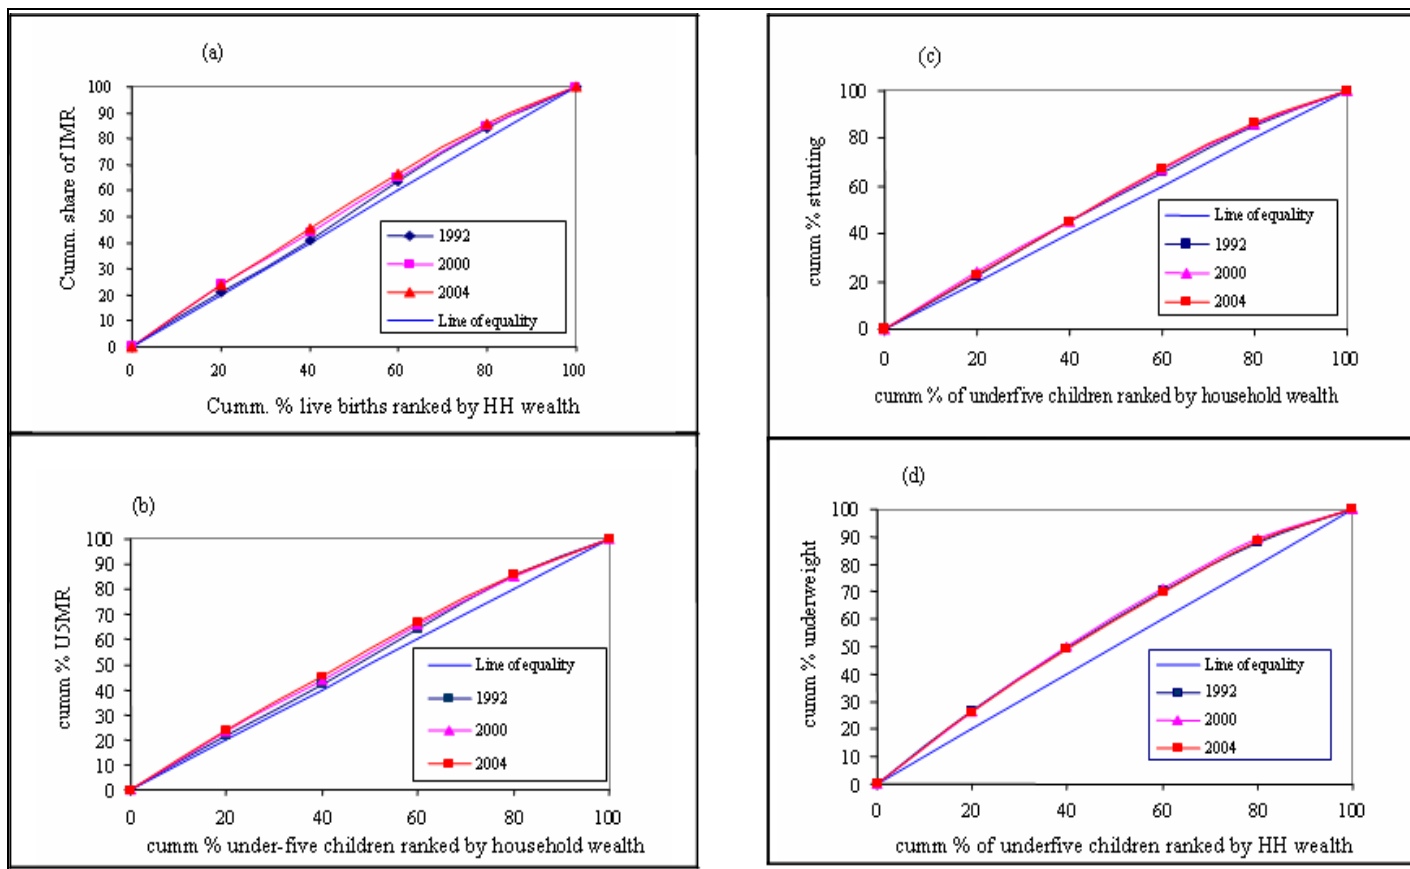 (a)
Cumm. share of IMR
100
90
80
70
60
50
40
30
20
10
0
1992
2000
2004
Line of equality
0 20 40 60 80 100
Cumm. % live births ranked by HH wealth
(b)
cumm % U5MR
100
90
80
70
60
50
40
30
20
10
0
Line of equality
1992
2000
2004
0 20 40 60 80 100
cumm % under-five children ranked by household wealth
(c)
cumm % stunting
100
80
60
40
20
0
Line of equality
1992
2000
2004
0 20 40 60 80 100
cumm % of underfive children ranked by household wealth
(d)
cumm % underweight
100
90
80
70
60
50
40
30
20
10
0
Line of equality
1992
2000
2004
0 20 40 60 80 100
cumm % of underfive children ranked by HH wealth